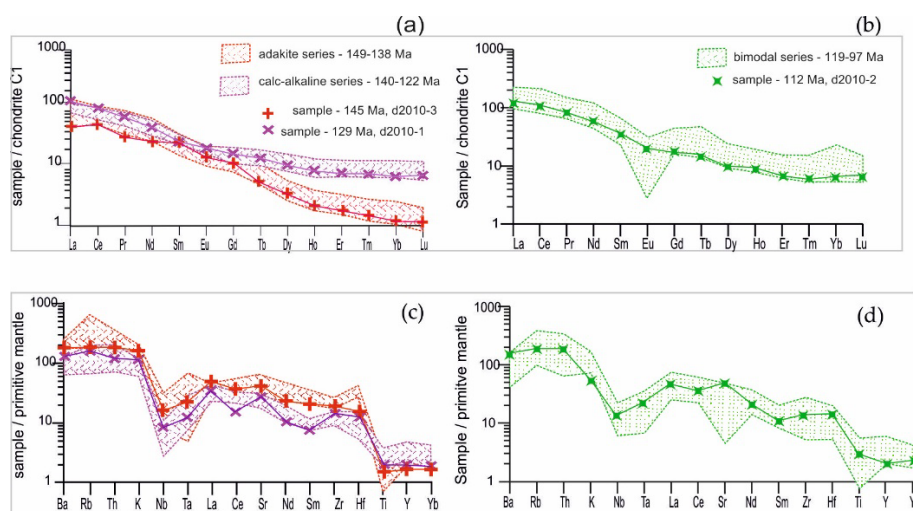 (a)
1000
adakite series - 149-138 Ma
calc-alkaline series - 140-122 Ma
100
sample - 145 Ma, d2010-3
sample - 129 Ma, d2010-1
10
1
sample / chondrite C1
La Ce Pr Nd Sm Eu Gd Tb Dy Ho Er Tm Yb Lu
(b)
1000
bimodal series - 119-97 Ma
sample - 112 Ma, d2010-2
100
10
1
Sample / chondrite C1
La Ce Pr Nd Sm Eu Gd Tb Dy Ho Er Tm Yb Lu
(c)
1000
100
10
1
sample / primitve mantle
Ba Rb Th K Nb Ta La Ce Sr Nd Sm Zr Hf Ti Y Yb
(d)
1000
100
10
1
Sample / primitive mantle
Ba Rb Th K Nb Ta La Ce Sr Nd Sm Zr Hf Ti Y Y